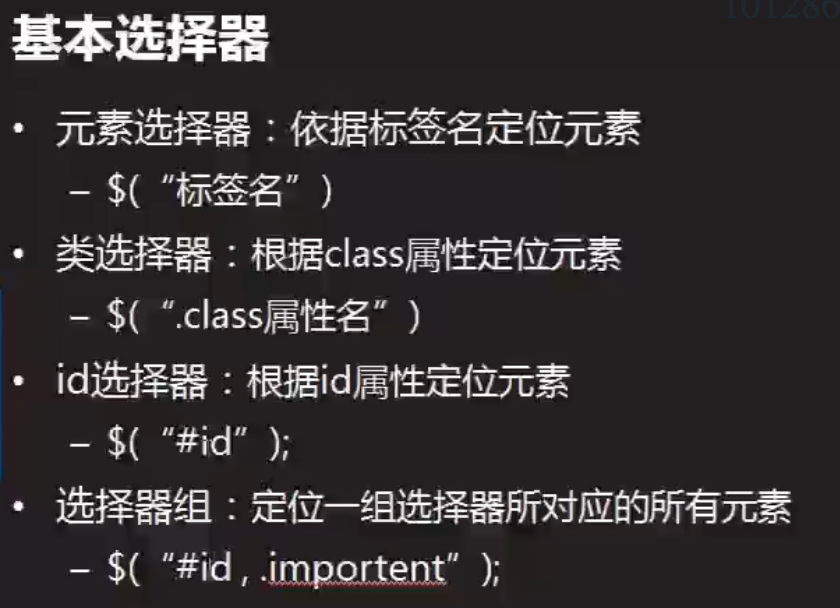 101286
基本选择器
• 元素选择器：依据标签名定位元素
– $(“标签名”)
• 类选择器：根据class属性定位元素
– $(“.class属性名”)
• id选择器：根据id属性定位元素
– $(“#id”);
• 选择器组：定位一组选择器所对应的所有元素
– $(“#id , .importent”);